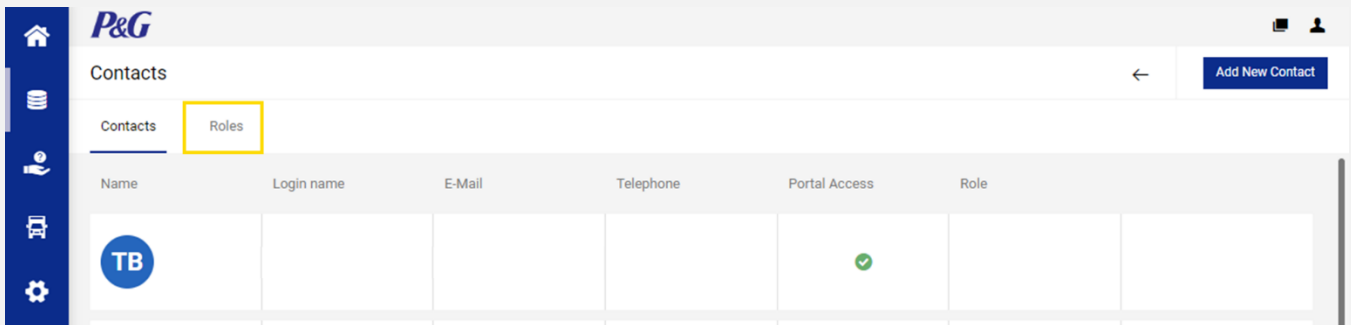 P&G
Contacts
Add New Contact
Contacts Roles
Name Login name E-Mail Telephone Portal Access Role
TB